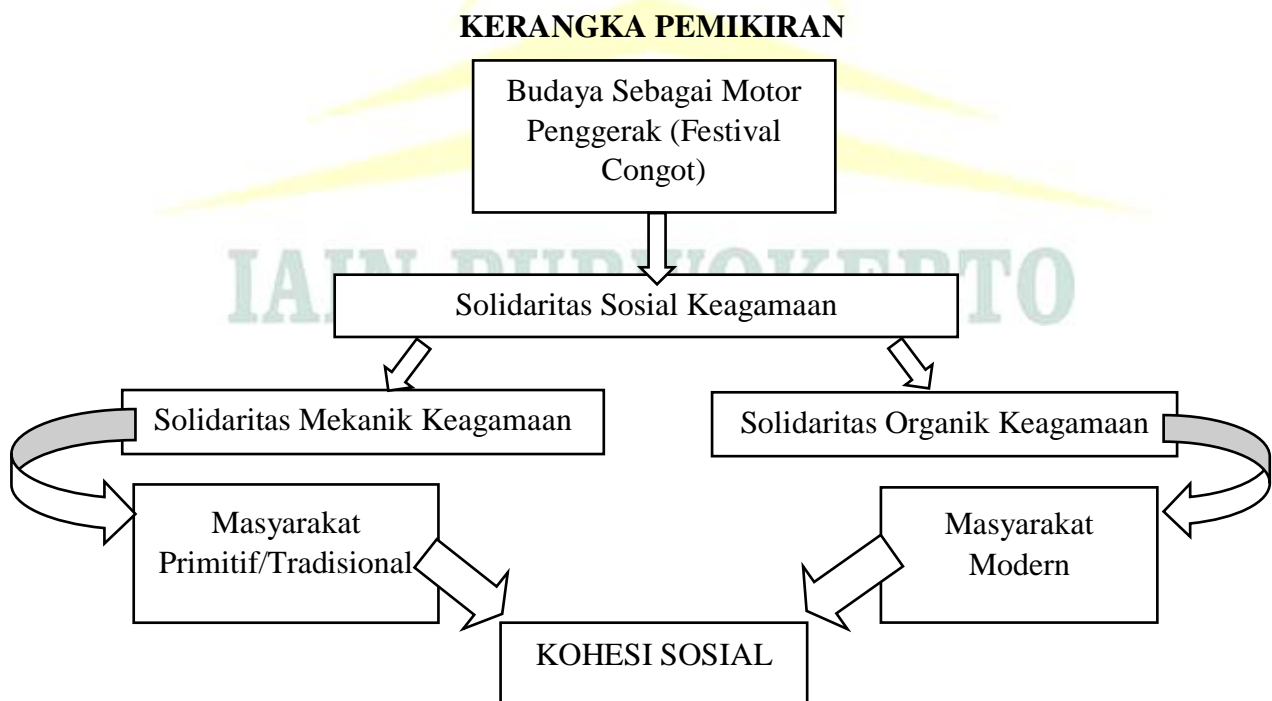 KERANGKA PEMIKIRAN
Budaya Sebagai Motor
Penggerak (Festival
Congot)
IAIN PURWOKERTO
Solidaritas Sosial Keagamaan
Solidaritas Mekanik Keagamaan
Solidaritas Organik Keagamaan
Masyarakat
Primitif/Tradisional
Masyarakat
Modern
KOHESI SOSIAL